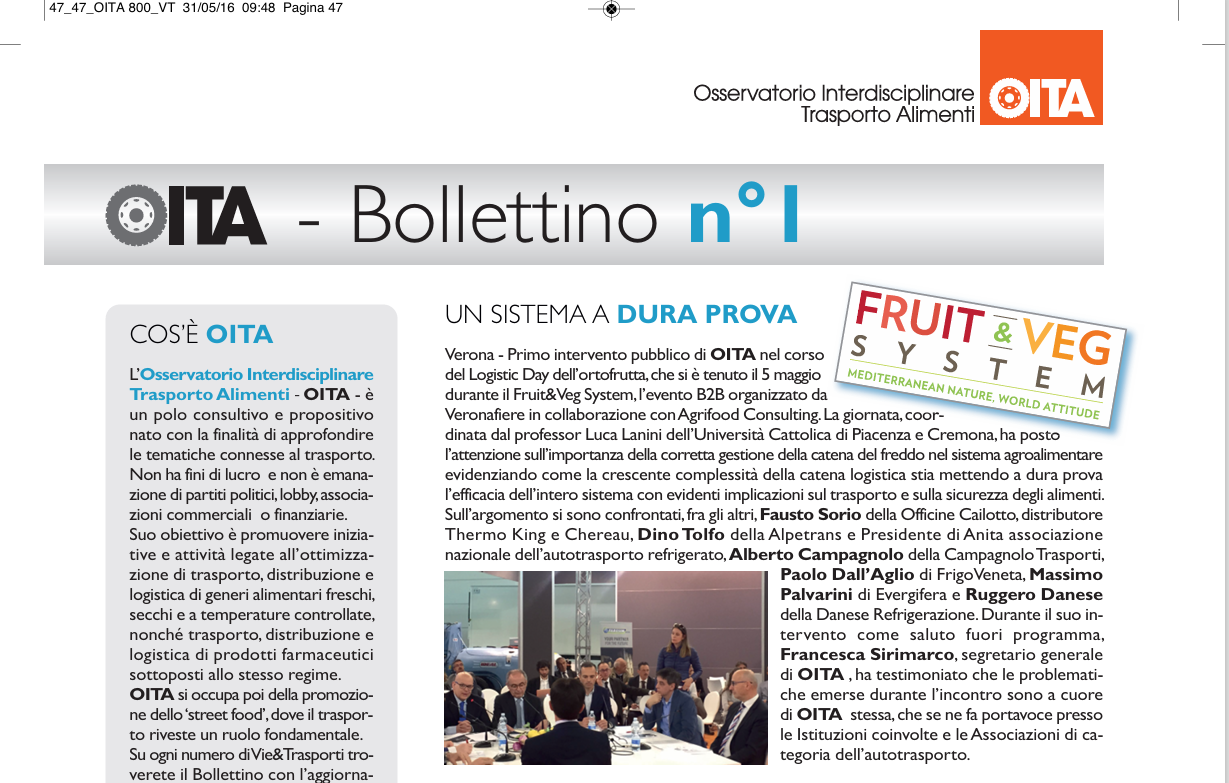 47_47_OITA 800_VT 31/05/16 09:48 Pagina 47
Osservatorio Interdisciplinare
Trasporto Alimenti
OITA
OITA - Bollettino n° 1
COS'È OITA
L'Osservatorio Interdisciplinare
Trasporto Alimenti - OITA - è
un polo consultivo e propositivo
nato con la finalità di approfondire
le tematiche connesse al trasporto.
Non ha fini di lucro e non è emana-
zione di partiti politici, lobby, associa-
zioni commerciali o finanziarie.
Suo obiettivo è promuovere inizia-
tive e attività legate all'ottimizza-
zione di trasporto, distribuzione e
logistica di generi alimentari freschi,
secchi e a temperature controllate,
nonché trasporto, distribuzione e
logistica di prodotti farmaceutici
sottoposti allo stesso regime.
OITA si occupa poi della promozio-
ne dello 'street food', dove il traspor-
to riveste un ruolo fondamentale.
Su ogni numero di Vie&Trasporti tro-
verete il Bollettino con l'aggiorna-
UN SISTEMA A DURA PROVA
FRUIT & VEG
SYSTEM
MEDITERRANEAN NATURE, WORLD ATTITUDE
Verona - Primo intervento pubblico di OITA nel corso
del Logistic Day dell'ortofrutta, che si è tenuto il 5 maggio
durante il Fruit&Veg System, l'evento B2B organizzato da
Veronafiere in collaborazione con Agrifood Consulting. La giornata, coor-
dinata dal professor Luca Lanini dell'Università Cattolica di Piacenza e Cremona, ha posto
l'attenzione sull'importanza della corretta gestione della catena del freddo nel sistema agroalimentare
evidenziando come la crescente complessità della catena logistica stia mettendo a dura prova
l'efficacia dell'intero sistema con evidenti implicazioni sul trasporto e sulla sicurezza degli alimenti.
Sull'argomento si sono confrontati, fra gli altri, Fausto Sorio della Officine Cailotto, distributore
Thermo King e Chereau, Dino Tolfo della Alpetrans e Presidente di Anita associazione
nazionale dell'autotrasporto refrigerato, Alberto Campagnolo della Campagnolo Trasporti,
Paolo Dall'Aglio di FrigoVeneta, Massimo
Palvarini di Evergifera e Ruggero Danese
della Danese Refrigerazione. Durante il suo in-
tervento come saluto fuori programma,
Francesca Sirimarco, segretario generale
di OITA , ha testimoniato che le problemati-
che emerse durante l'incontro sono a cuore
di OITA stessa, che se ne fa portavoce presso
le Istituzioni coinvolte e le Associazioni di ca-
tegoria dell'autotrasporto.